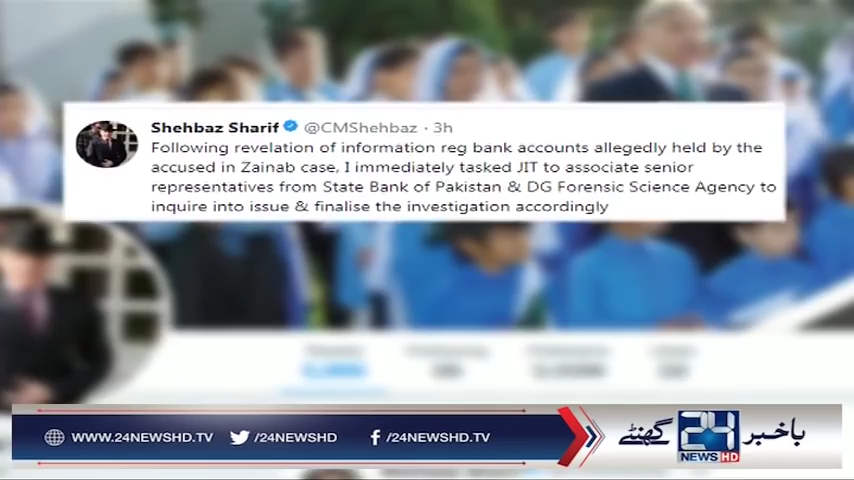 Shehbaz Sharif @CMShehbaz · 3h
Following revelation of information reg bank accounts allegedly held by the
accused in Zainab case, I immediately tasked JIT to associate senior
representatives from State Bank of Pakistan & DG Forensic Science Agency to
inquire into issue & finalise the investigation accordingly
WWW.24NEWSHD.TV /24NEWSHD /24NEWSHD.TV باخبر 24 گھنٹے
NEWS HD